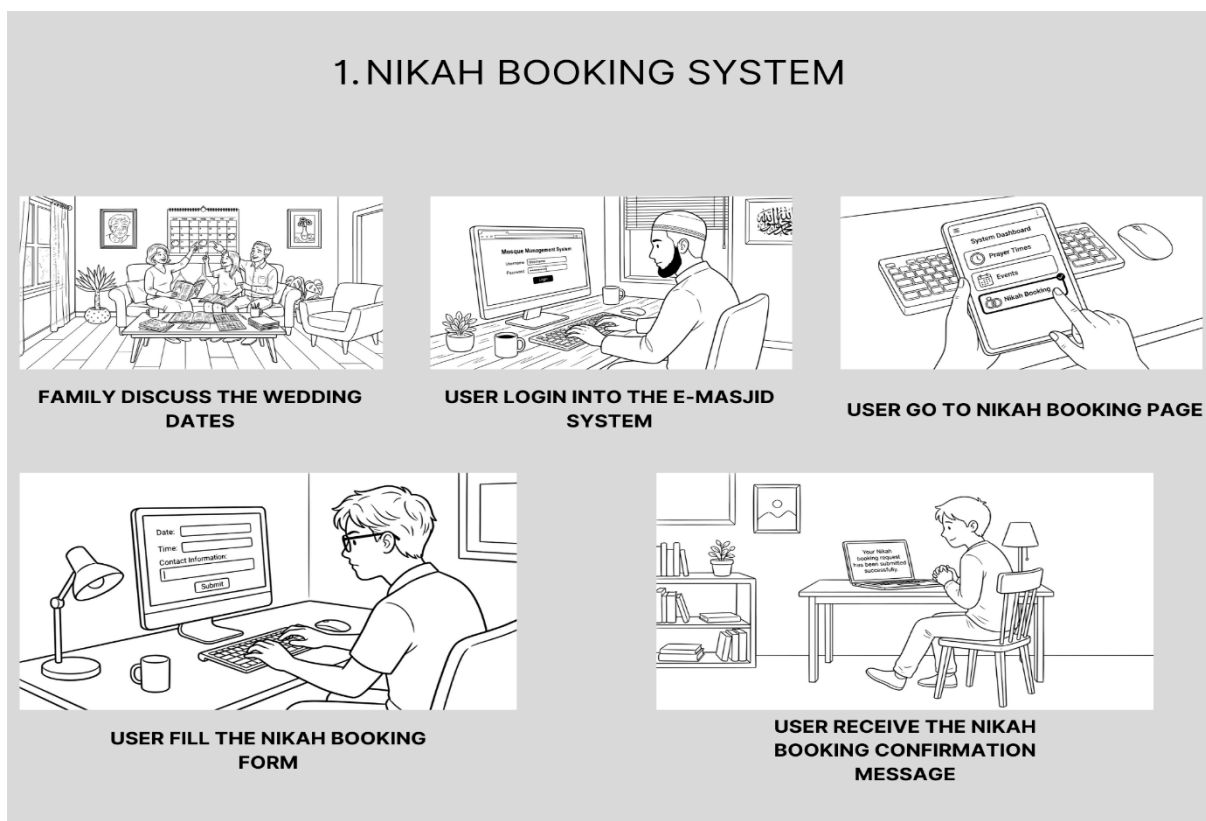 1. NIKAH BOOKING SYSTEM
Mosque Management System
Username:
Password:
Login
System Dashboard
Prayer Times
Events
Nikah Booking
FAMILY DISCUSS THE WEDDING
DATES
USER LOGIN INTO THE E-MASJID
SYSTEM
USER GO TO NIKAH BOOKING PAGE
Date:
Time:
Contact Information:
Submit
Your Nikah
booking request
has been submitted
successfully.
USER FILL THE NIKAH BOOKING
FORM
USER RECEIVE THE NIKAH
BOOKING CONFIRMATION
MESSAGE